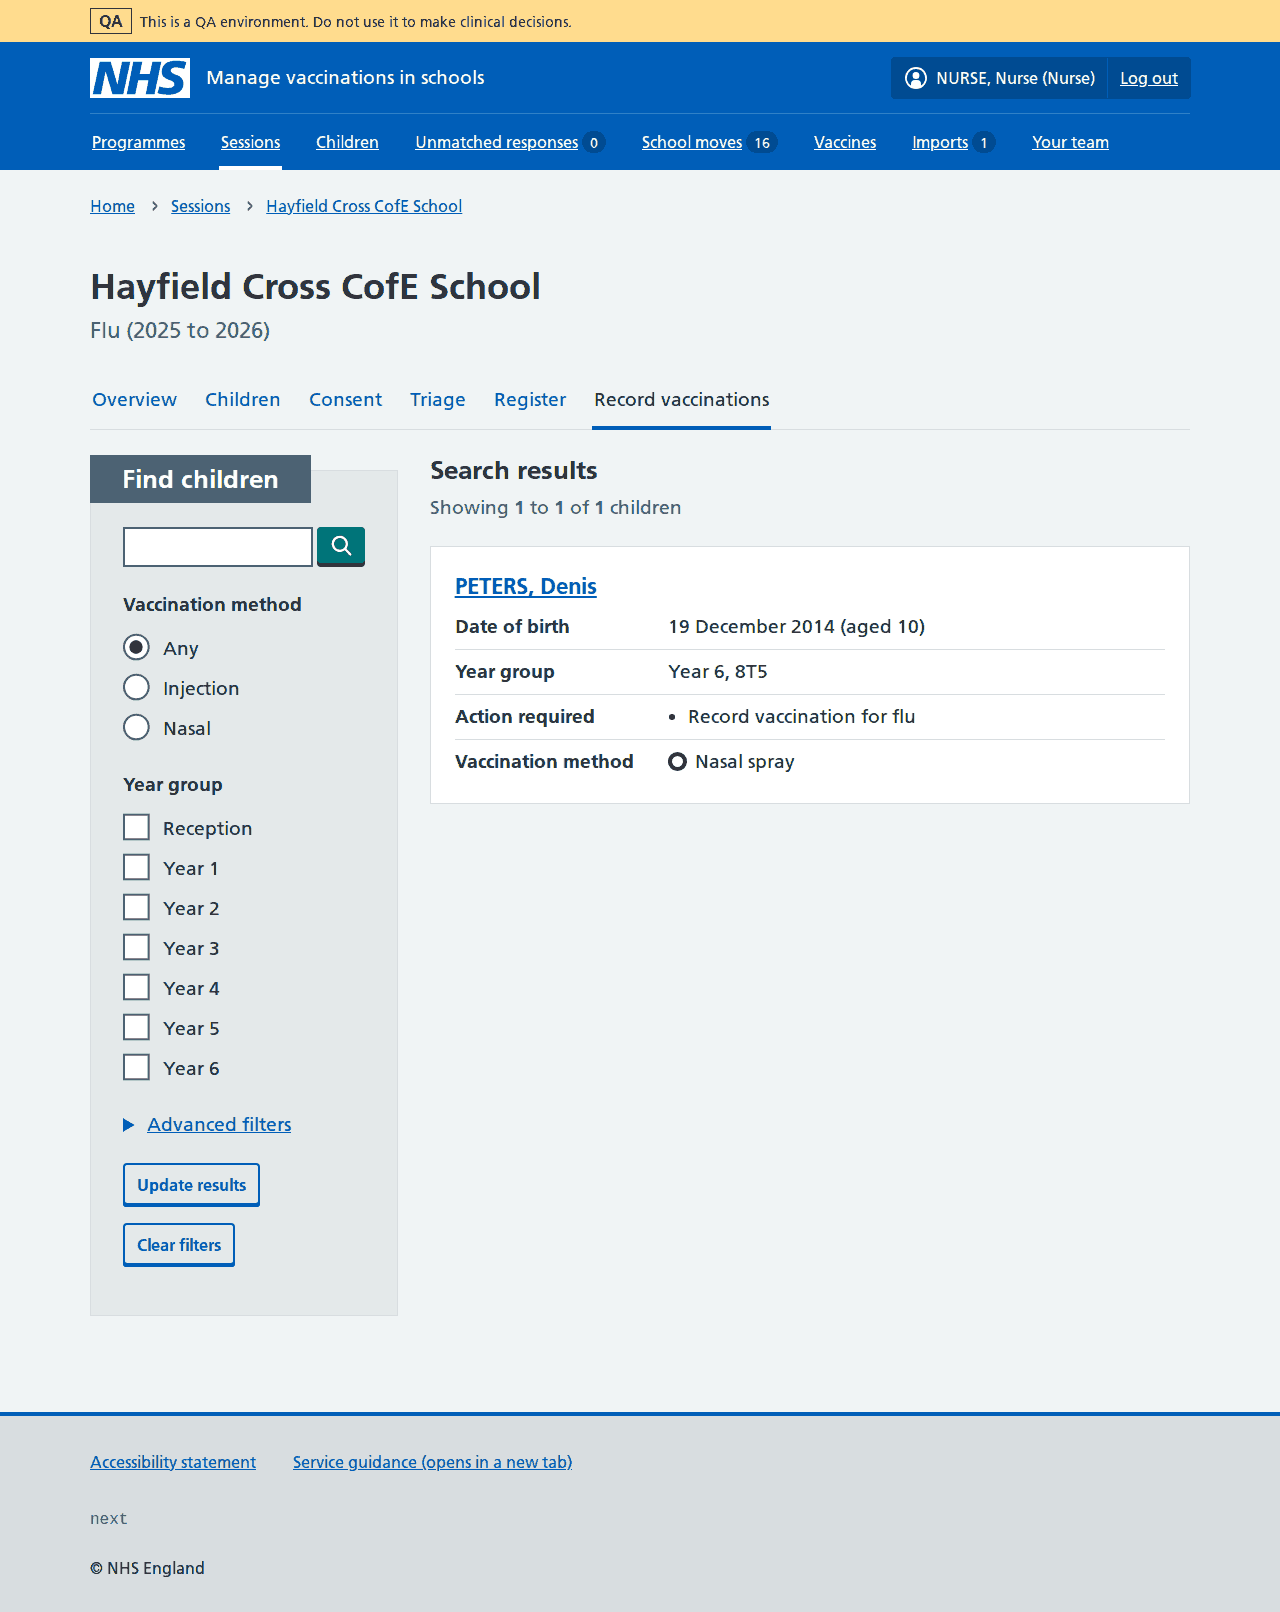 QA This is a QA environment. Do not use it to make clinical decisions.
NHS Manage vaccinations in schools NURSE, Nurse (Nurse) Log out
Programmes Sessions Children Unmatched responses 0 School moves 16 Vaccines Imports 1 Your team
Home Sessions Hayfield Cross CofE School
Hayfield Cross CofE School
Flu (2025 to 2026)
Overview Children Consent Triage Register Record vaccinations
Find children
Vaccination method
Any
Injection
Nasal
Year group
Reception
Year 1
Year 2
Year 3
Year 4
Year 5
Year 6
Advanced filters
Update results
Clear filters
Search results
Showing 1 to 1 of 1 children
PETERS, Denis
Date of birth 19 December 2014 (aged 10)
Year group Year 6, 8T5
Action required • Record vaccination for flu
Vaccination method Nasal spray
Accessibility statement Service guidance (opens in a new tab)
next
© NHS England